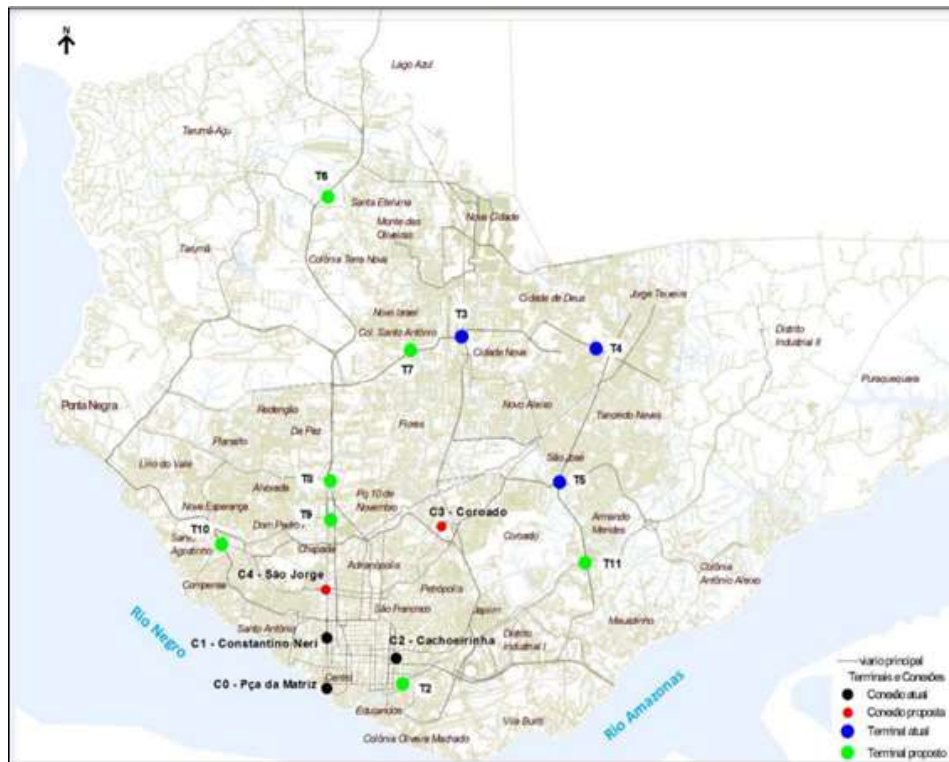 N
Lago Azul
Tarumã-Açu
T6
Santa Etelvina
Monte das
Oliveiras
Nova Cidade
Tarumã
Colônia Terra Nova
Cidade de Deus
Jorge Teixeira
Novo Israel
T3
Col. Santo Antônio
Distrito
Industrial II
T7
Cidade Nova
T4
Puraquequara
Ponta Negra
Redenção
Da Paz
Flores
Novo Aleixo
Tancredo Neves
Planalto
Lírio do Vale
São José
Alvorada
T8
T5
Nova Esperança
Pq 10 de
Novembro
C3 - Coroado
T9
T10
Dom Pedro I
Armando
Mendes
Santo
Agostinho
Chapada
Coroado
Adrianópolis
T11
Colônia
Antônio Aleixo
Compensa
C4 - São Jorge
Petrópolis
São Francisco
Japiim
Mauazinho
Rio Negro
Santo Antônio
C1 - Constantino Neri
C2 - Cachoeirinha
Distrito
Industrial I
C0 - Pça da Matriz
Centro
T2
Educandos
Vila Buriti
Colônia Oliveira Machado
Rio Amazonas
viario principal
Terminais e Conexões
Conexão atual
Conexão proposta
Terminal atual
Terminal proposto